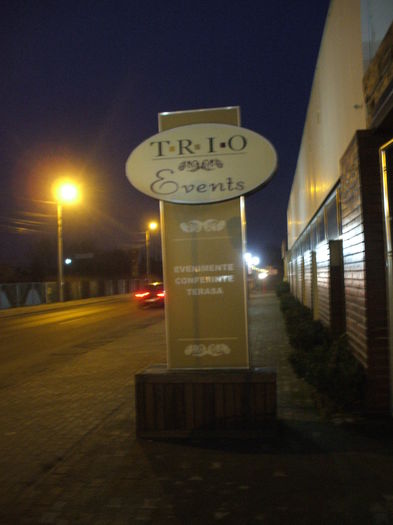 T·R·I·O
Events
EVENIMENTE
CONFERINTE
TERASA